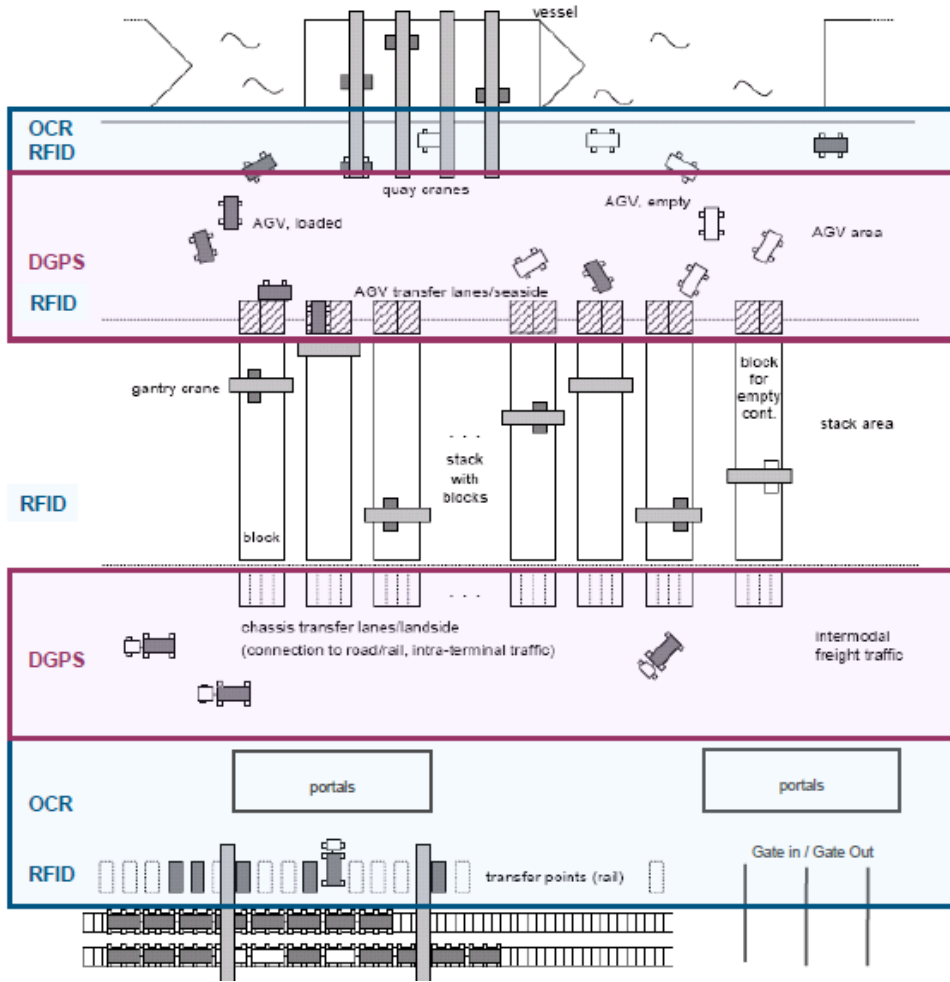 vessel
OCR
RFID
quay cranes
AGV, loaded
AGV, empty
AGV area
DGPS
RFID
AGV transfer lanes/seaside
gantry crane
block
for
empty
cont.
stack area
. . .
stack
with
blocks
RFID
block
. . .
chassis transfer lanes/landside
(connection to road/rail, intra-terminal traffic)
intermodal
freight traffic
DGPS
portals
portals
OCR
Gate in / Gate Out
RFID
transfer points (rail)